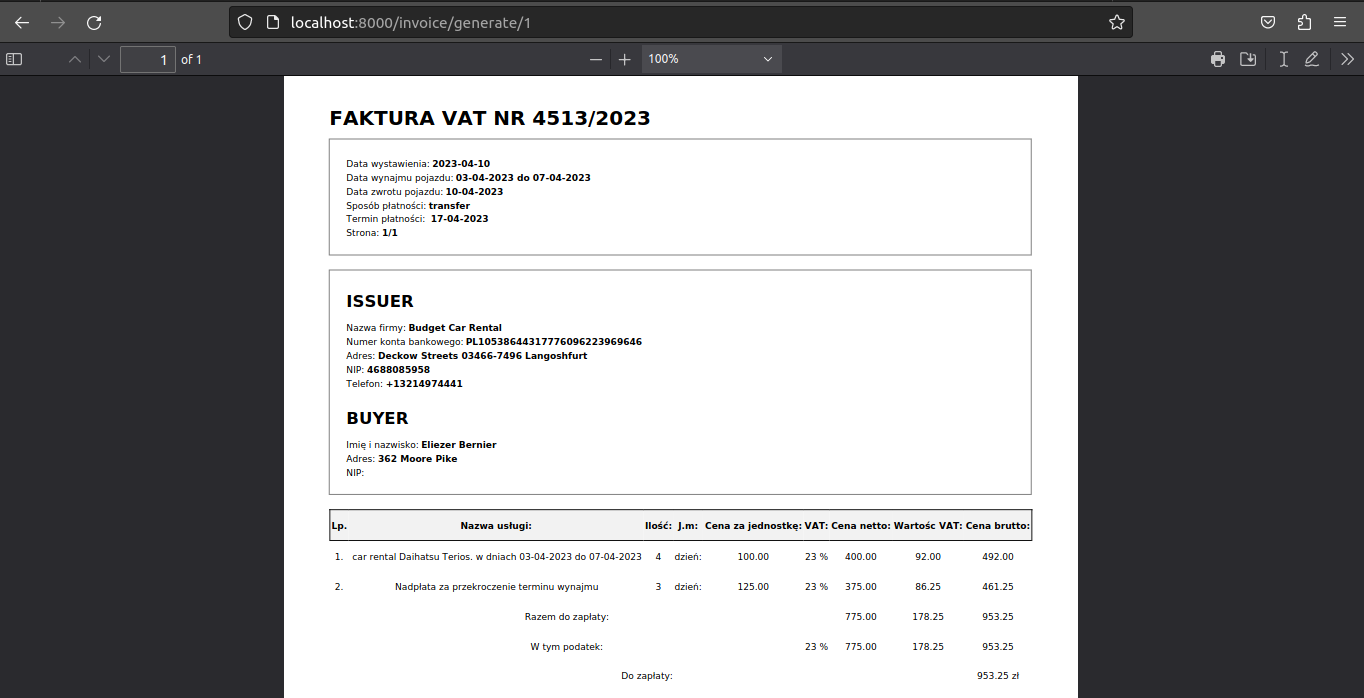 localhost:8000/invoice/generate/1
1 of 1 100%
FAKTURA VAT NR 4513/2023
Data wystawienia: 2023-04-10
Data wynajmu pojazdu: 03-04-2023 do 07-04-2023
Data zwrotu pojazdu: 10-04-2023
Sposób płatności: transfer
Termin płatności: 17-04-2023
Strona: 1/1
ISSUER
Nazwa firmy: Budget Car Rental
Numer konta bankowego: PL10538644317776096223969646
Adres: Deckow Streets 03466-7496 Langoshfurt
NIP: 4688085958
Telefon: +13214974441
BUYER
Imię i nazwisko: Eliezer Bernier
Adres: 362 Moore Pike
NIP:
Lp. Nazwa usługi: Ilość: J.m: Cena za jednostkę: VAT: Cena netto: Wartośc VAT: Cena brutto:
1. car rental Daihatsu Terios. w dniach 03-04-2023 do 07-04-2023 4 dzień: 100.00 23 % 400.00 92.00 492.00
2. Nadpłata za przekroczenie terminu wynajmu 3 dzień: 125.00 23 % 375.00 86.25 461.25
Razem do zapłaty: 775.00 178.25 953.25
W tym podatek: 23 % 775.00 178.25 953.25
Do zapłaty: 953.25 zł